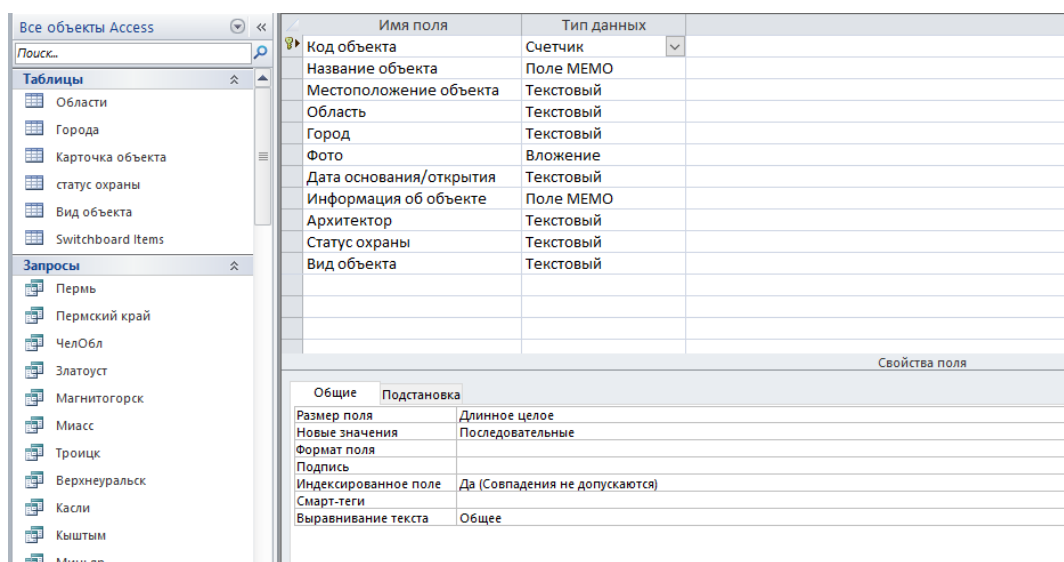 Все объекты Access
Поиск...
Таблицы
Области
Города
Карточка объекта
статус охраны
Вид объекта
Switchboard Items
Запросы
Пермь
Пермский край
ЧелОбл
Златоуст
Магнитогорск
Миасс
Троицк
Верхнеуральск
Касли
Кыштым
Имя поля Тип данных
Код объекта Счетчик
Название объекта Поле МЕМО
Местоположение объекта Текстовый
Область Текстовый
Город Текстовый
Фото Вложение
Дата основания/открытия Текстовый
Информация об объекте Поле МЕМО
Архитектор Текстовый
Статус охраны Текстовый
Вид объекта Текстовый
Свойства поля
Общие Подстановка
Размер поля Длинное целое
Новые значения Последовательные
Формат поля
Подпись
Индексированное поле Да (Совпадения не допускаются)
Смарт-теги
Выравнивание текста Общее